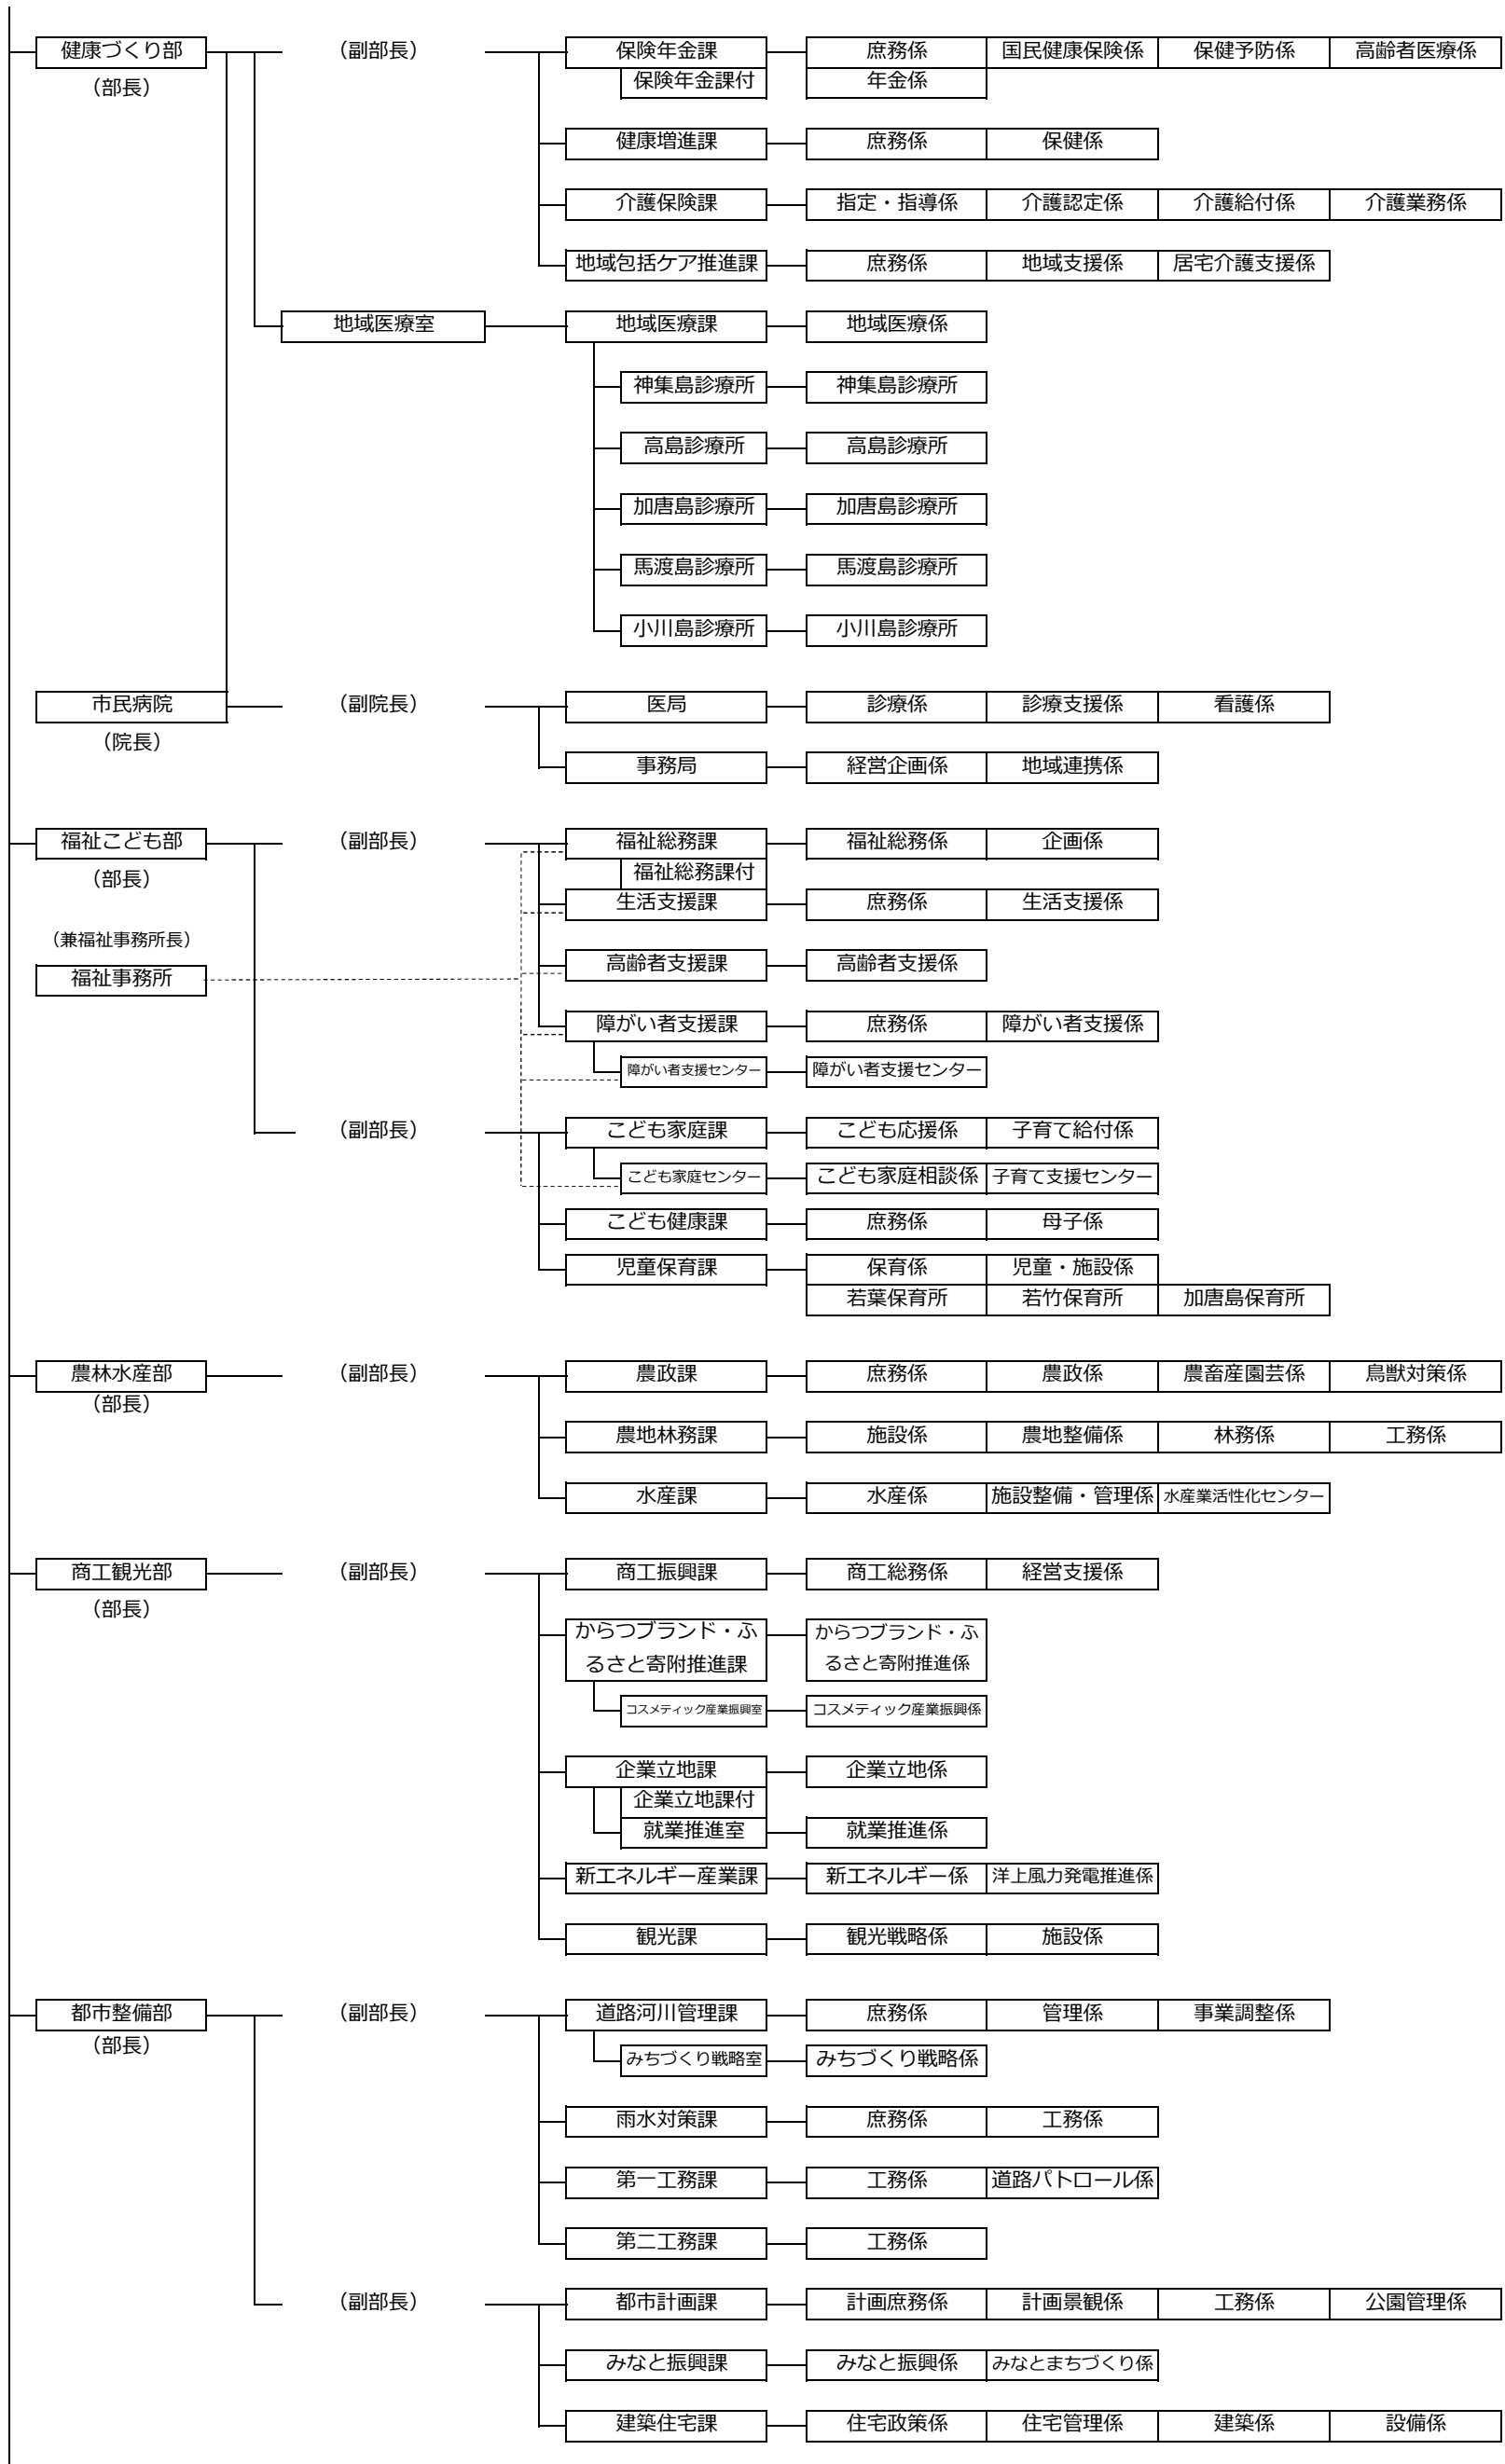 健康づくり部 （副部長） 保険年金課 庶務係 国民健康保険係 保健予防係 高齢者医療係
（部長） 保険年金課付 年金係
健康増進課 庶務係 保健係
介護保険課 指定・指導係 介護認定係 介護給付係 介護業務係
地域包括ケア推進課 庶務係 地域支援係 居宅介護支援係
地域医療室 地域医療課 地域医療係
神集島診療所 神集島診療所
高島診療所 高島診療所
加唐島診療所 加唐島診療所
馬渡島診療所 馬渡島診療所
小川島診療所 小川島診療所
市民病院 （副院長） 医局 診療係 診療支援係 看護係
（院長）
事務局 経営企画係 地域連携係
福祉こども部 （副部長） 福祉総務課 福祉総務係 企画係
（部長） 福祉総務課付
生活支援課 庶務係 生活支援係
（兼福祉事務所長）
福祉事務所 高齢者支援課 高齢者支援係
障がい者支援課 庶務係 障がい者支援係
障がい者支援センター 障がい者支援センター
（副部長） こども家庭課 こども応援係 子育て給付係
こども家庭センター こども家庭相談係 子育て支援センター
こども健康課 庶務係 母子係
児童保育課 保育係 児童・施設係
若葉保育所 若竹保育所 加唐島保育所
農林水産部 （副部長） 農政課 庶務係 農政係 農畜産園芸係 鳥獣対策係
（部長）
農地林務課 施設係 農地整備係 林務係 工務係
水産課 水産係 施設整備・管理係 水産業活性化センター
商工観光部 （副部長） 商工振興課 商工総務係 経営支援係
（部長）
からつブランド・ふ からつブランド・ふ
るさと寄附推進課 るさと寄附推進係
コスメティック産業振興室 コスメティック産業振興係
企業立地課 企業立地係
企業立地課付
就業推進室 就業推進係
新エネルギー産業課 新エネルギー係 洋上風力発電推進係
観光課 観光戦略係 施設係
都市整備部 （副部長） 道路河川管理課 庶務係 管理係 事業調整係
（部長）
みちづくり戦略室 みちづくり戦略係
雨水対策課 庶務係 工務係
第一工務課 工務係 道路パトロール係
第二工務課 工務係
（副部長） 都市計画課 計画庶務係 計画景観係 工務係 公園管理係
みなと振興課 みなと振興係 みなとまちづくり係
建築住宅課 住宅政策係 住宅管理係 建築係 設備係